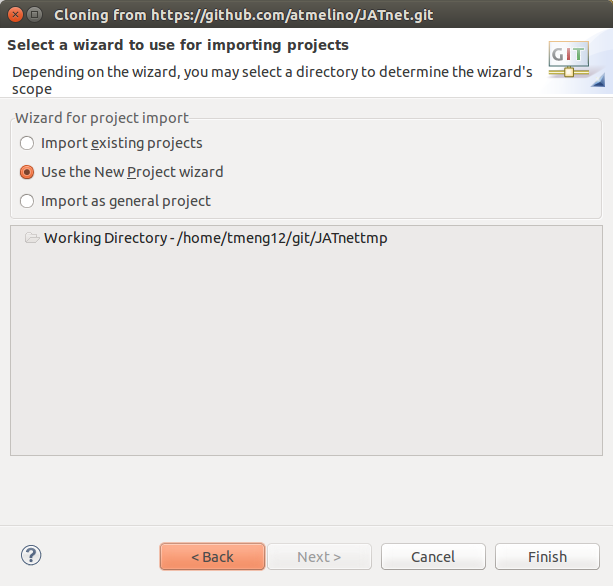 Cloning from https://github.com/atmelino/JATnet.git
Select a wizard to use for importing projects
Depending on the wizard, you may select a directory to determine the wizard's
scope
GIT
Wizard for project import
Import existing projects
Use the New Project wizard
Import as general project
Working Directory - /home/tmeng12/git/JATnettmp
?
< Back
Next >
Cancel
Finish